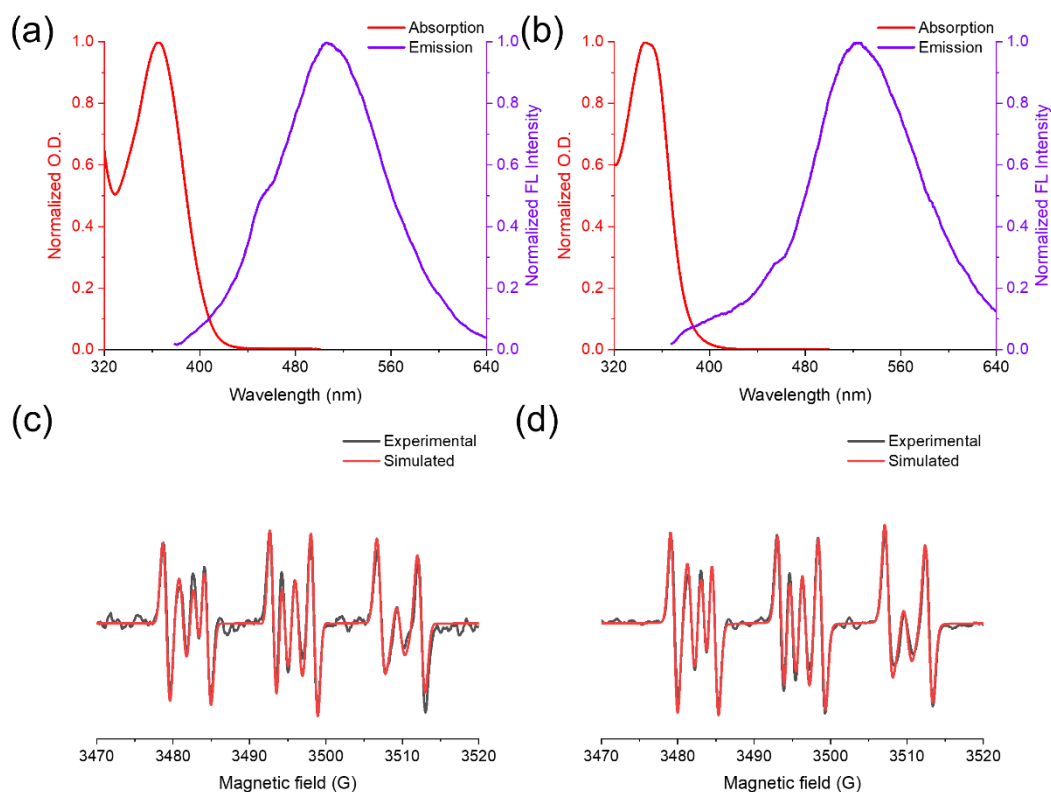 (a)
Absorption
Emission
1.0
0.8
0.6
0.4
0.2
0.0
Normalized O.D.
1.0
0.8
0.6
0.4
0.2
0.0
Normalized FL Intensity
320 400 480 560 640
Wavelength (nm)
(b)
Absorption
Emission
1.0
0.8
0.6
0.4
0.2
0.0
Normalized O.D.
1.0
0.8
0.6
0.4
0.2
0.0
Normalized FL Intensity
320 400 480 560 640
Wavelength (nm)
(c)
Experimental
Simulated
3470 3480 3490 3500 3510 3520
Magnetic field (G)
(d)
Experimental
Simulated
3470 3480 3490 3500 3510 3520
Magnetic field (G)